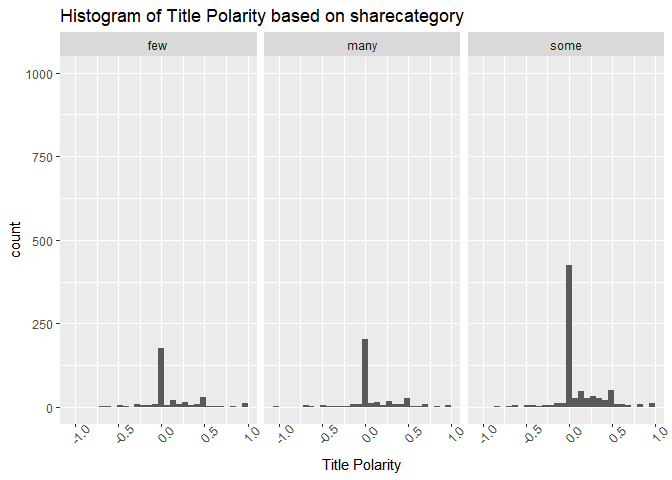 Histogram of Title Polarity based on sharecategory
few many some
1000
750
500
250
0
count
-1.0 -0.5 0.0 0.5 1.0 -1.0 -0.5 0.0 0.5 1.0 -1.0 -0.5 0.0 0.5 1.0
Title Polarity